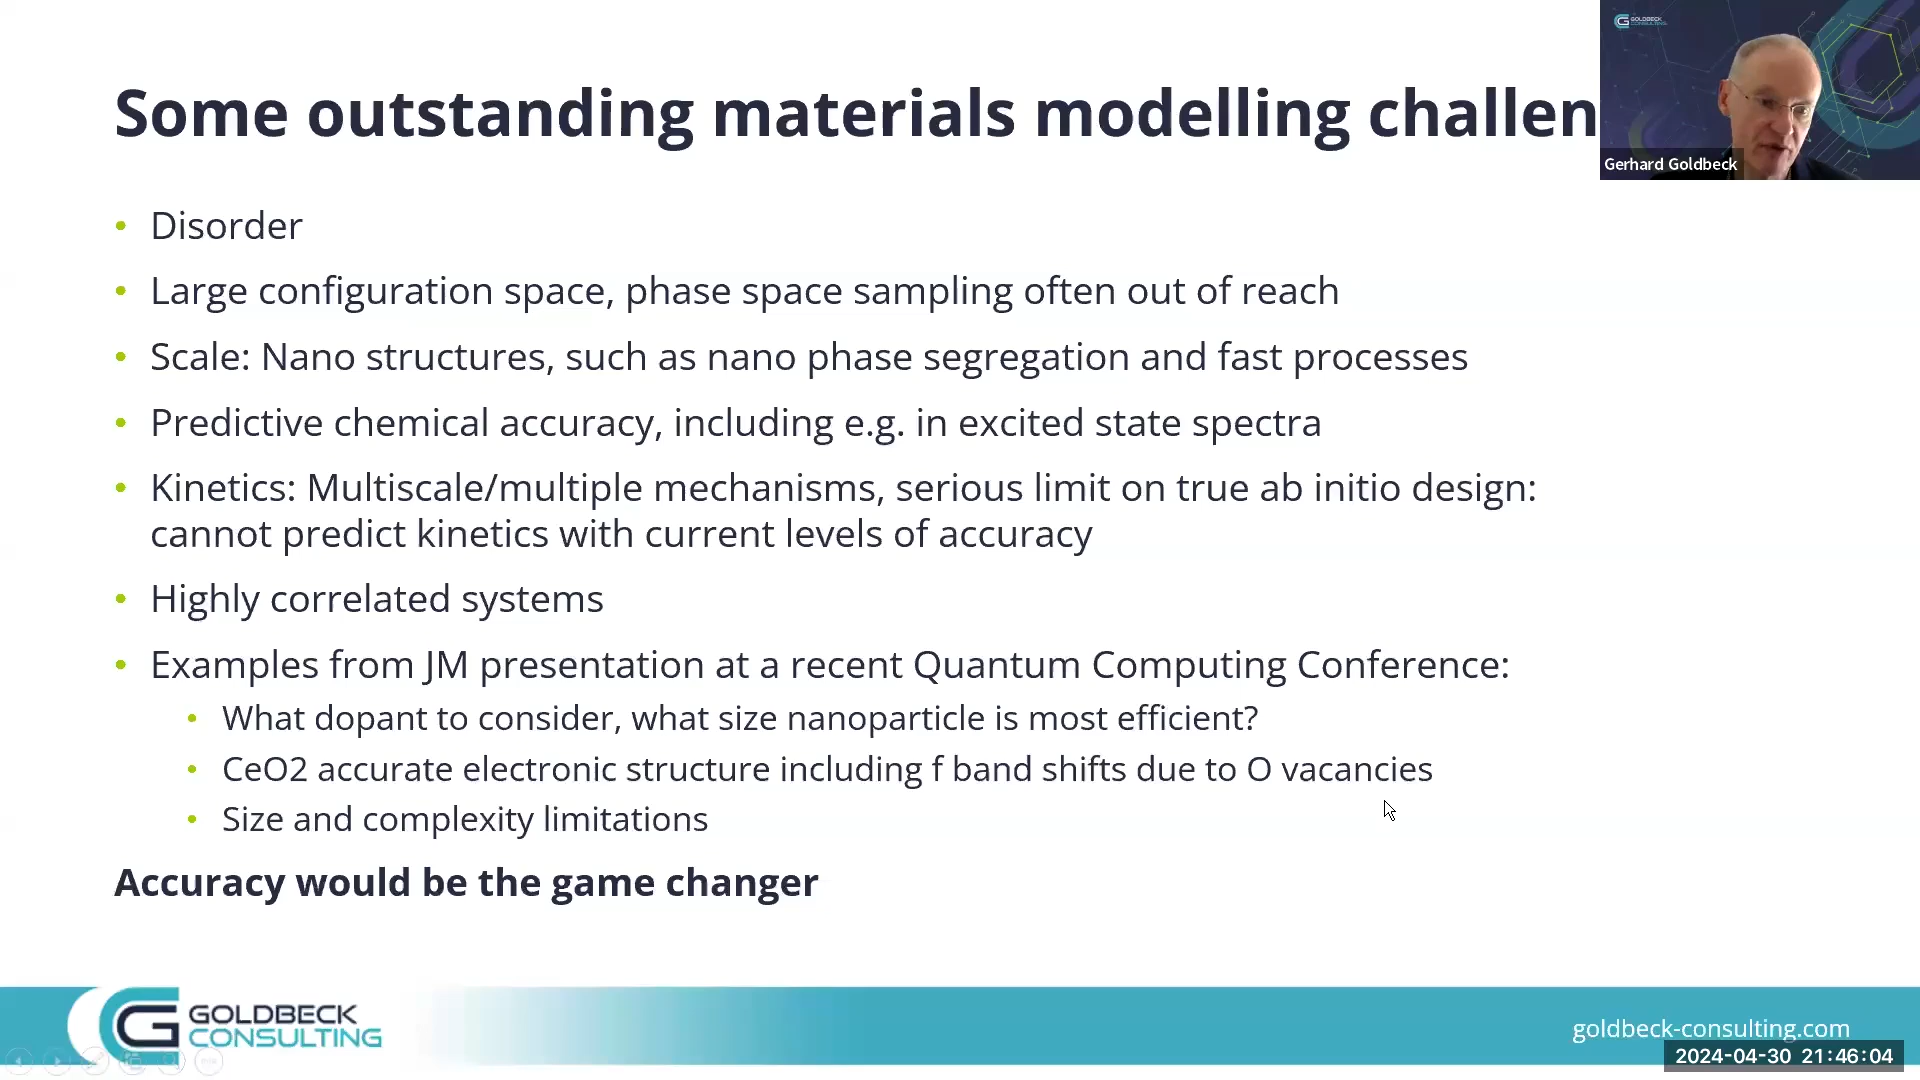 Some outstanding materials modelling challen
GOLDBECK
CONSULTING
Gerhard Goldbeck
• Disorder
• Large configuration space, phase space sampling often out of reach
• Scale: Nano structures, such as nano phase segregation and fast processes
• Predictive chemical accuracy, including e.g. in excited state spectra
• Kinetics: Multiscale/multiple mechanisms, serious limit on true ab initio design:
cannot predict kinetics with current levels of accuracy
• Highly correlated systems
• Examples from JM presentation at a recent Quantum Computing Conference:
• What dopant to consider, what size nanoparticle is most efficient?
• CeO2 accurate electronic structure including f band shifts due to O vacancies
• Size and complexity limitations
Accuracy would be the game changer
GOLDBECK
CONSULTING
goldbeck-consulting.com
2024-04-30 21:46:04